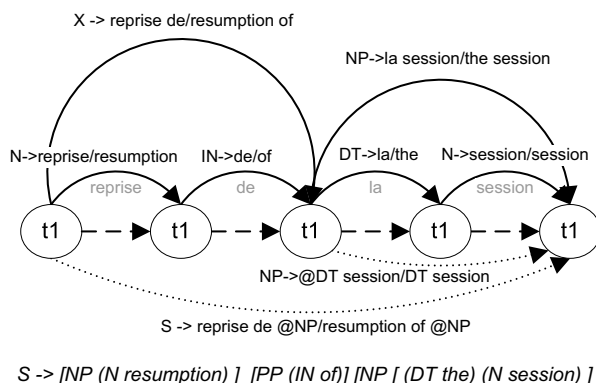 X -> reprise de/resumption of
NP->la session/the session
N->reprise/resumption IN->de/of DT->la/the N->session/session
reprise de la session
t1 t1 t1 t1 t1
NP->@DT session/DT session
S -> reprise de @NP/resumption of @NP
S -> [NP (N resumption) ] [PP (IN of)] [NP [ (DT the) (N session) ]